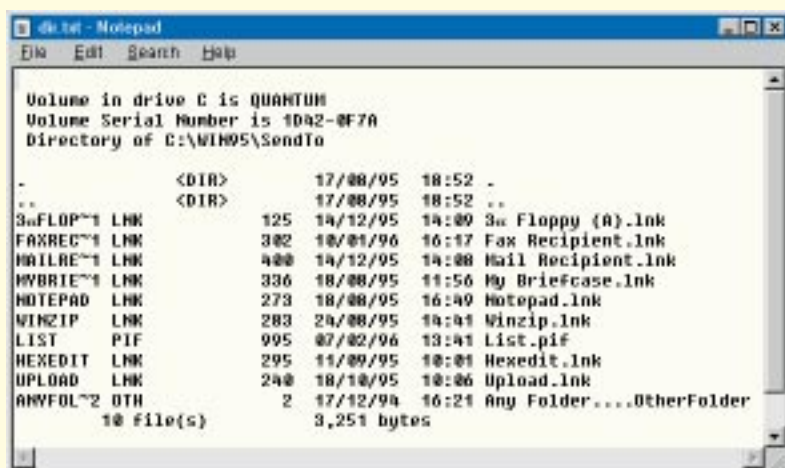 dir.txt - Notepad
File Edit Search Help
Volume in drive C is QUANTUM
Volume Serial Number is 1D42-0F7A
Directory of C:\WIN95\SendTo
. <DIR> 17/08/95 18:52 .
.. <DIR> 17/08/95 18:52 ..
3½FLOP~1 LNK 125 14/12/95 14:09 3½ Floppy (A).lnk
FAXREC~1 LNK 302 10/01/96 16:17 Fax Recipient.lnk
MAILRE~1 LNK 400 14/12/95 14:08 Mail Recipient.lnk
MYBRIE~1 LNK 336 18/08/95 11:56 My Briefcase.lnk
NOTEPAD LNK 273 18/08/95 16:49 Notepad.lnk
WINZIP LNK 283 24/08/95 14:41 Winzip.lnk
LIST PIF 995 07/02/96 13:41 List.pif
HEXEDIT LNK 295 11/09/95 10:01 Hexedit.lnk
UPLOAD LNK 240 18/10/95 10:06 Upload.lnk
ANYFOL~2 OTH 2 17/12/94 16:21 Any Folder....OtherFolder
10 file(s) 3,251 bytes